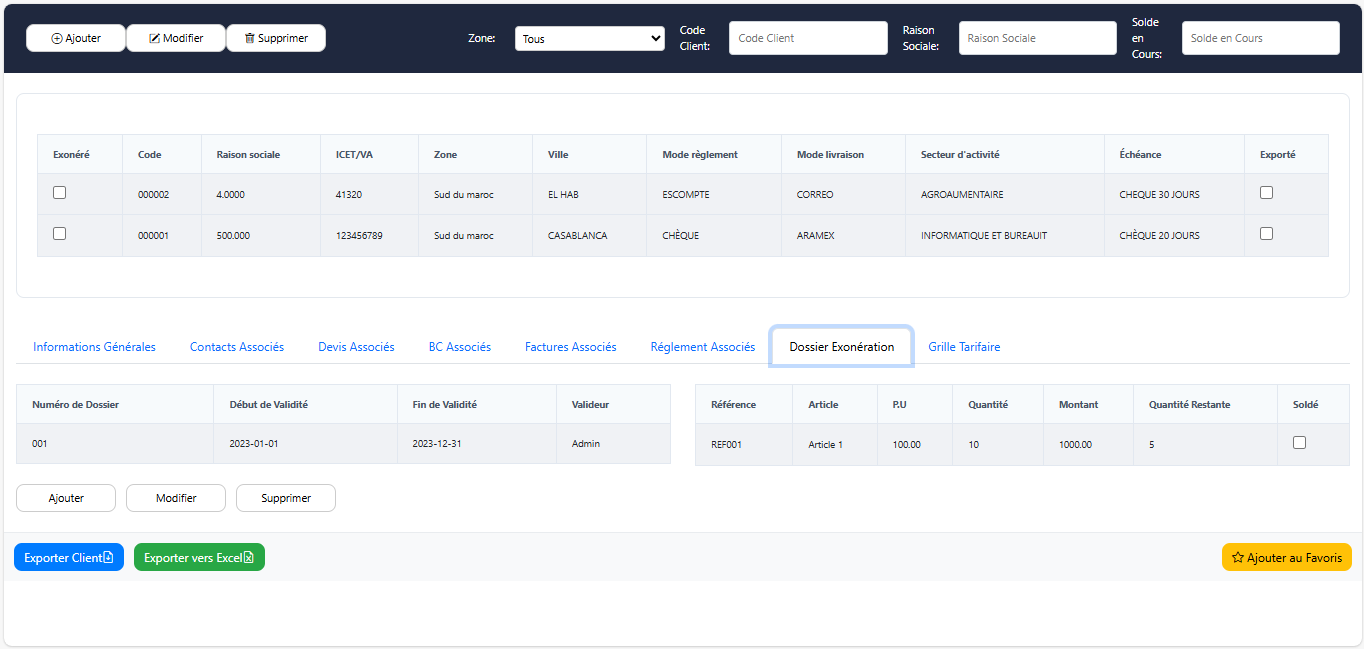 Ajouter Modifier Supprimer Zone: Tous Code Client: Code Client Raison Sociale: Raison Sociale Solde en Cours: Solde en Cours
Exonéré Code Raison sociale ICET/VA Zone Ville Mode règlement Mode livraison Secteur d'activité Échéance Exporté
000002 4.0000 41320 Sud du maroc EL HAB ESCOMPTE CORREO AGROAUMENTAIRE CHEQUE 30 JOURS
000001 500.000 123456789 Sud du maroc CASABLANCA CHÈQUE ARAMEX INFORMATIQUE ET BUREAUIT CHÈQUE 20 JOURS
Informations Générales Contacts Associés Devis Associés BC Associés Factures Associés Réglement Associés Dossier Exonération Grille Tarifaire
Numéro de Dossier Début de Validité Fin de Validité Valideur
001 2023-01-01 2023-12-31 Admin
Référence Article P.U Quantité Montant Quantité Restante Soldé
REF001 Article 1 100.00 10 1000.00 5
Ajouter Modifier Supprimer
Exporter Client Exporter vers Excel Ajouter au Favoris